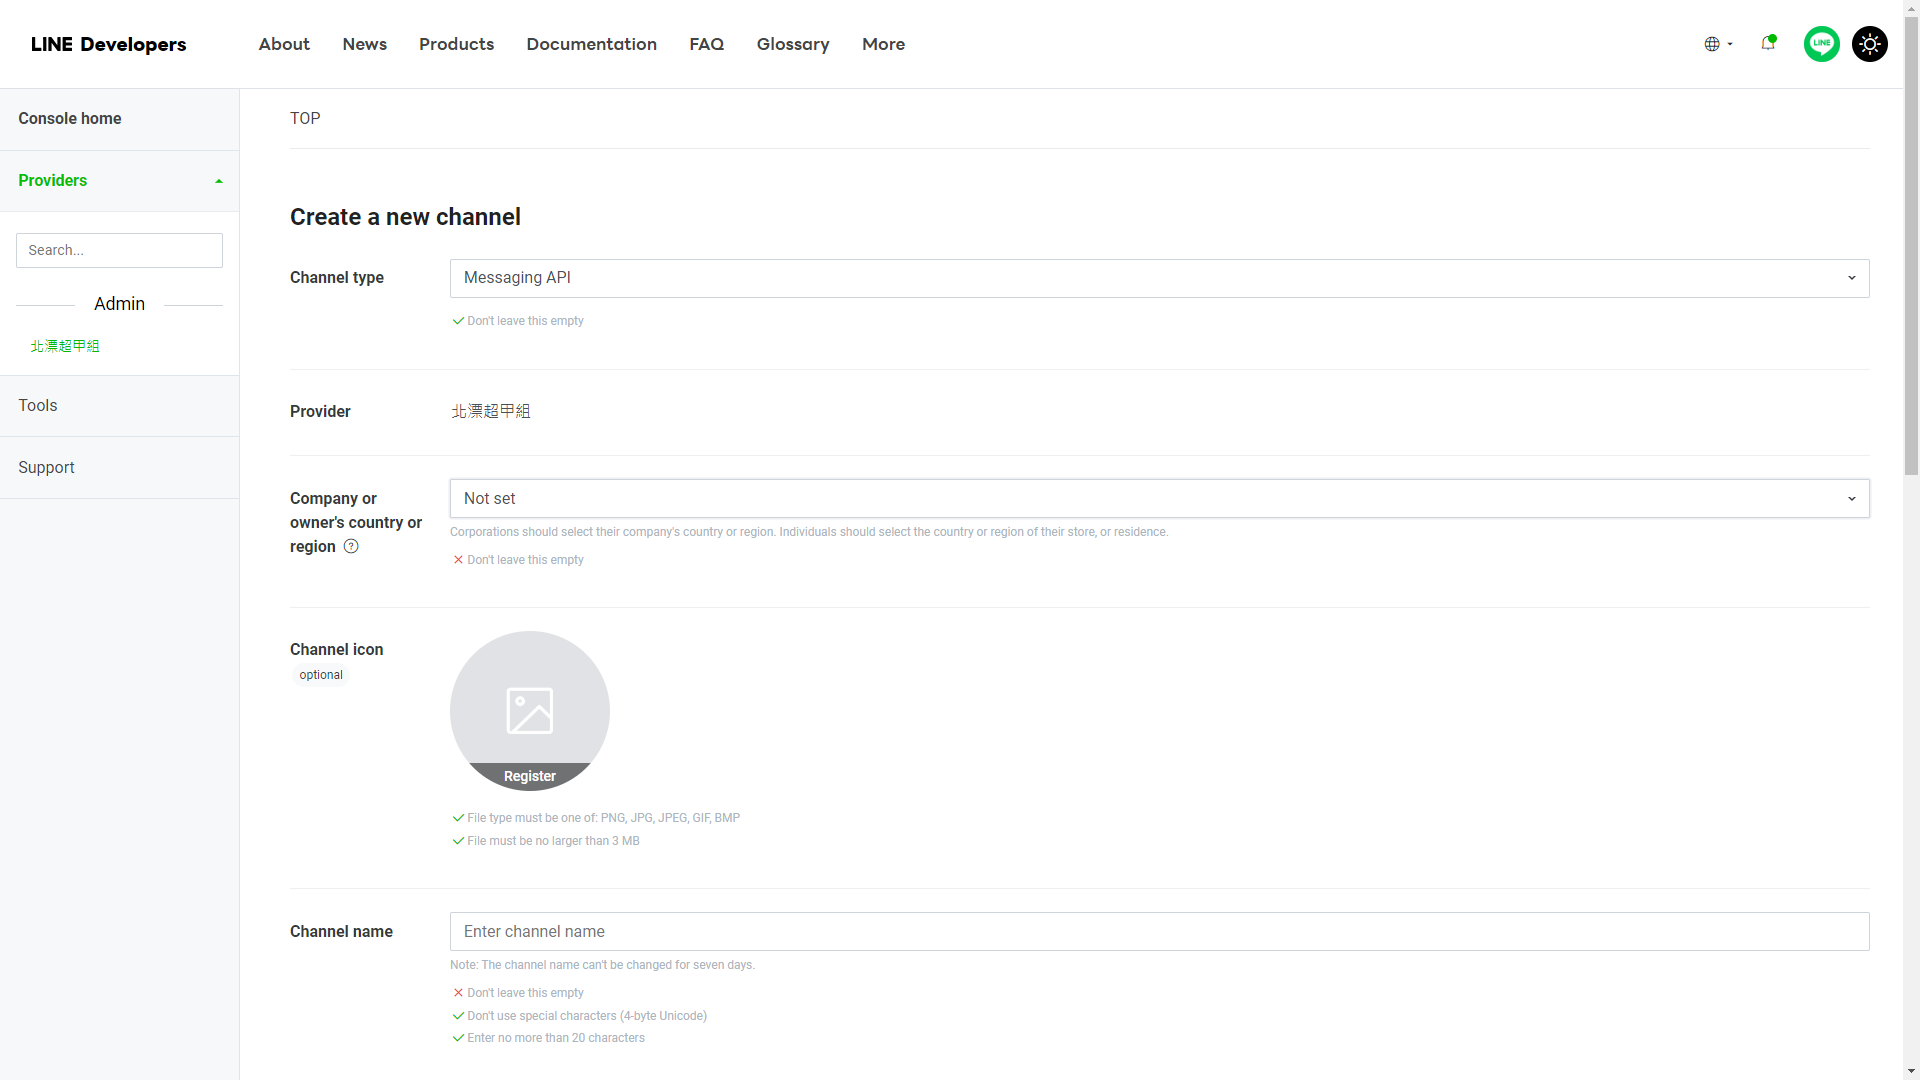 LINE Developers
About
News
Products
Documentation
FAQ
Glossary
More
LINE
Console home
Providers
Search...
Admin
北漂超甲組
Tools
Support
TOP
Create a new channel
Channel type
Messaging API
Don't leave this empty
Provider
北漂超甲組
Company or
owner's country or
region ?
Not set
Corporations should select their company's country or region. Individuals should select the country or region of their store, or residence.
Don't leave this empty
Channel icon
optional
Register
File type must be one of: PNG, JPG, JPEG, GIF, BMP
File must be no larger than 3 MB
Channel name
Enter channel name
Note: The channel name can't be changed for seven days.
Don't leave this empty
Don't use special characters (4-byte Unicode)
Enter no more than 20 characters